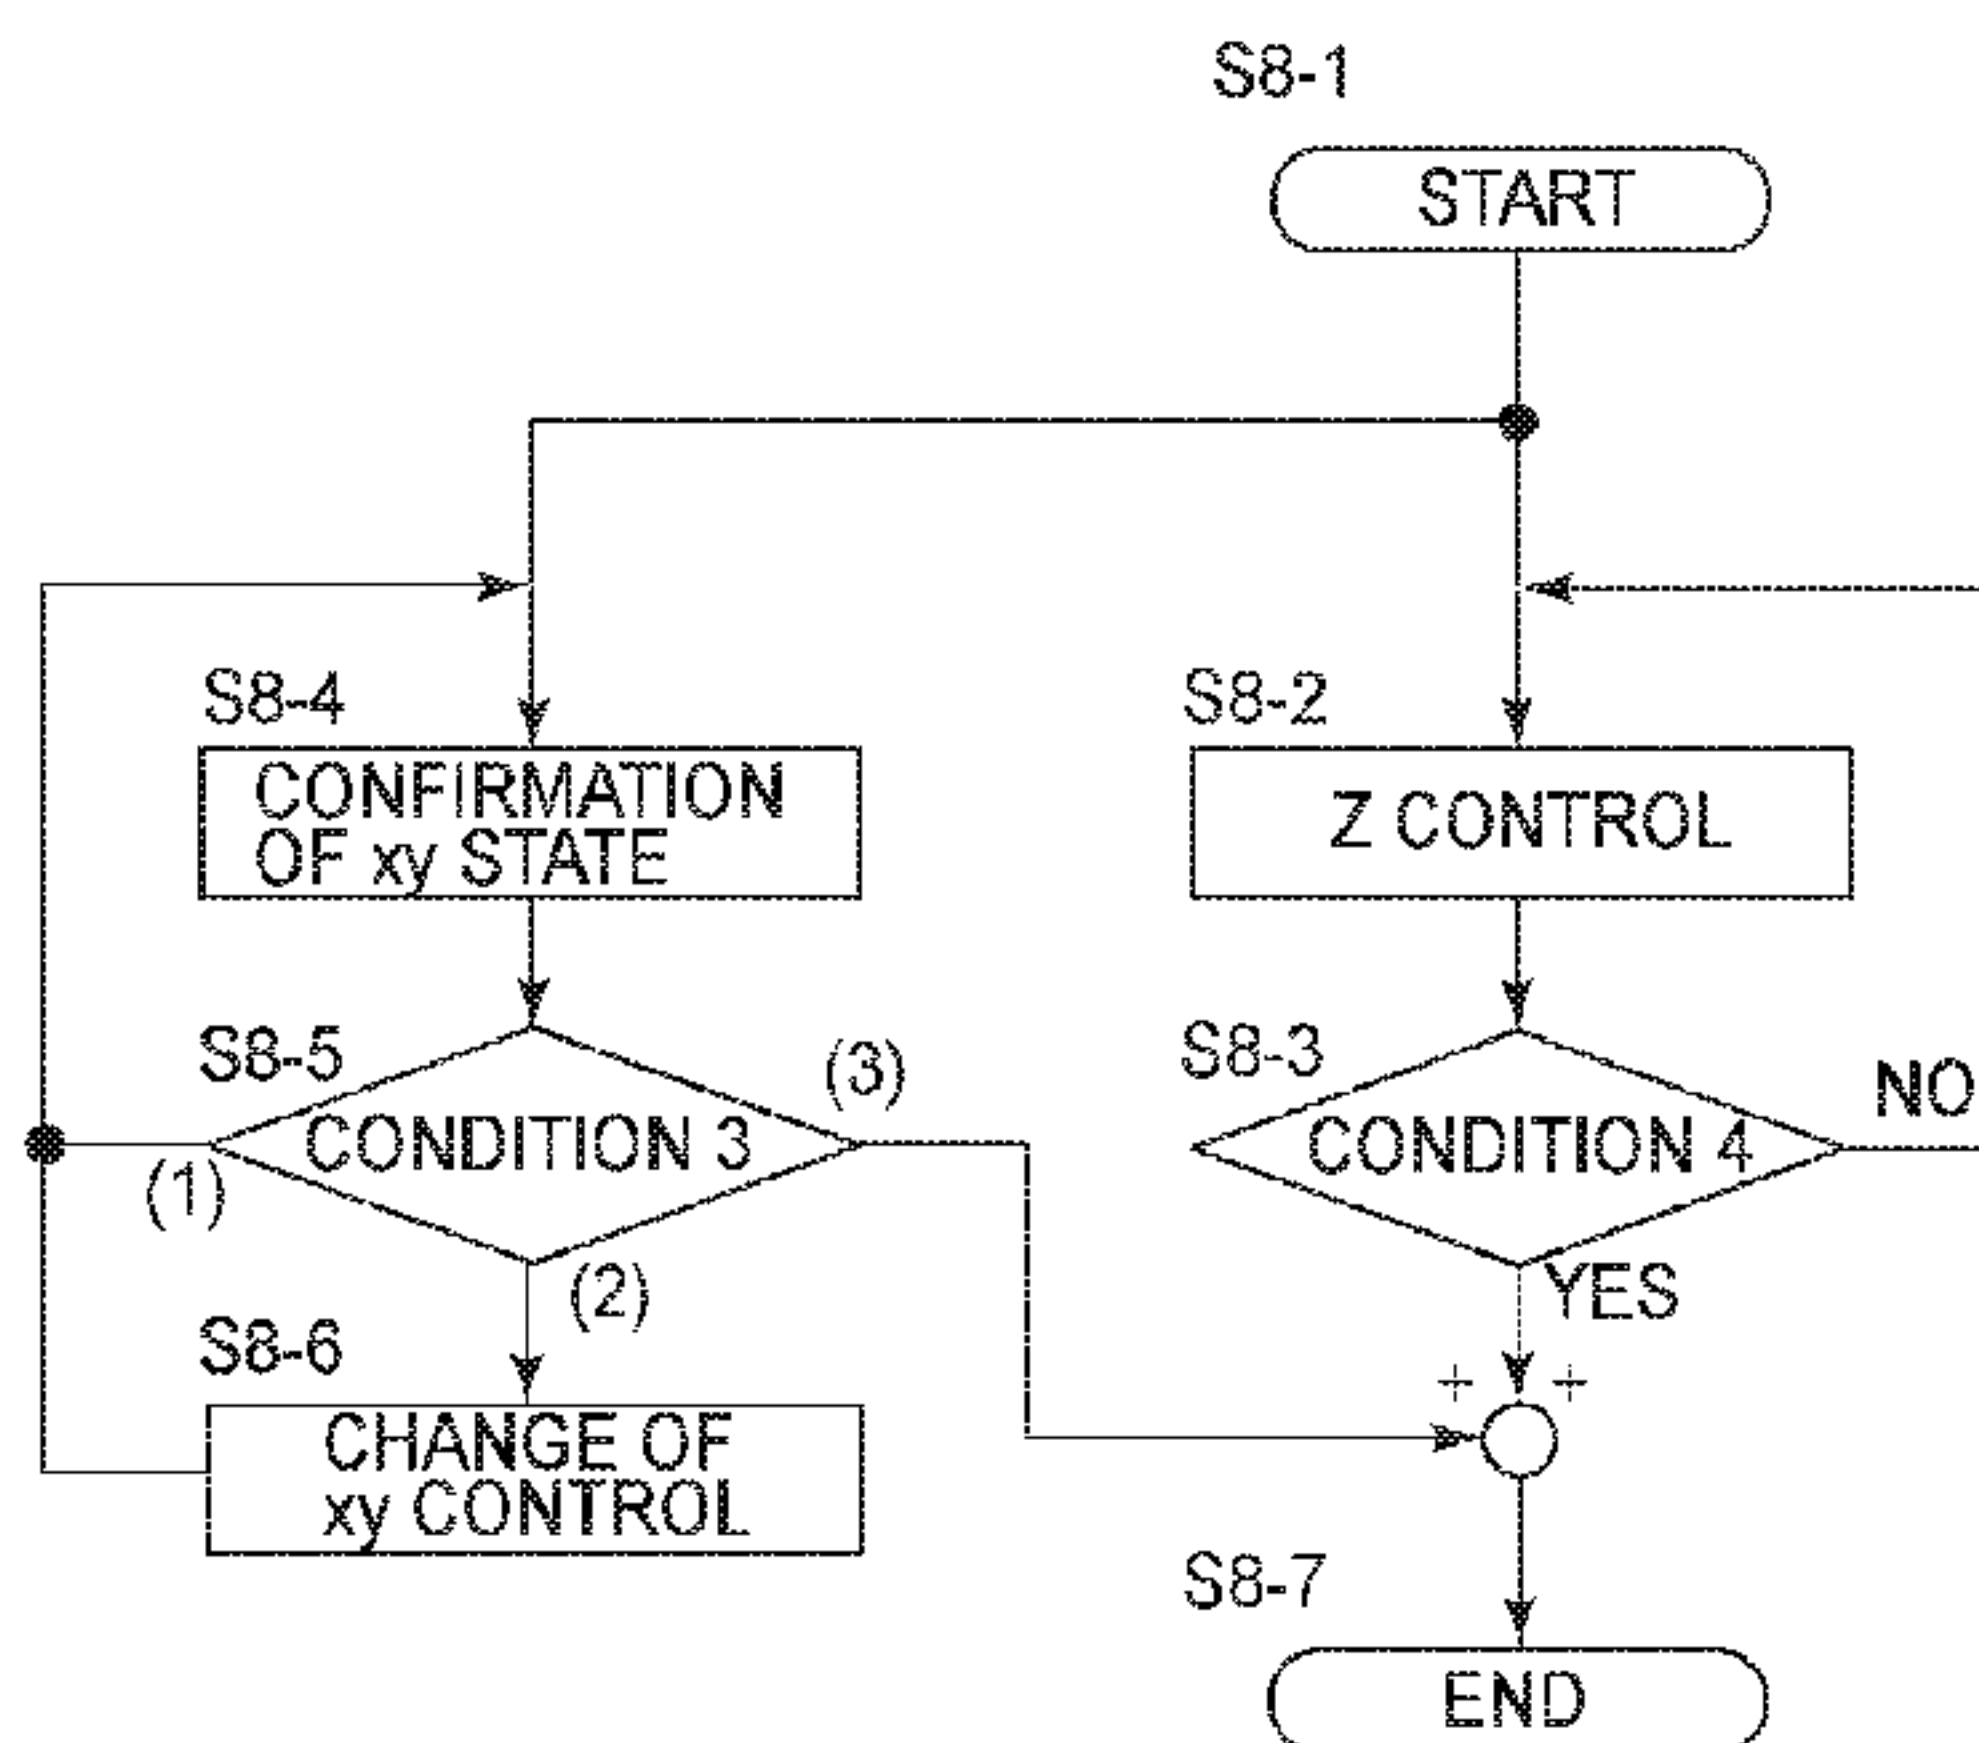 S8-1
START
S8-4
CONFIRMATION
OF xy STATE
S8-2
Z CONTROL
S8-5
CONDITION 3
(1)
(2)
(3)
S8-3
CONDITION 4
NO
YES
S8-6
CHANGE OF
xy CONTROL
+ +
S8-7
END